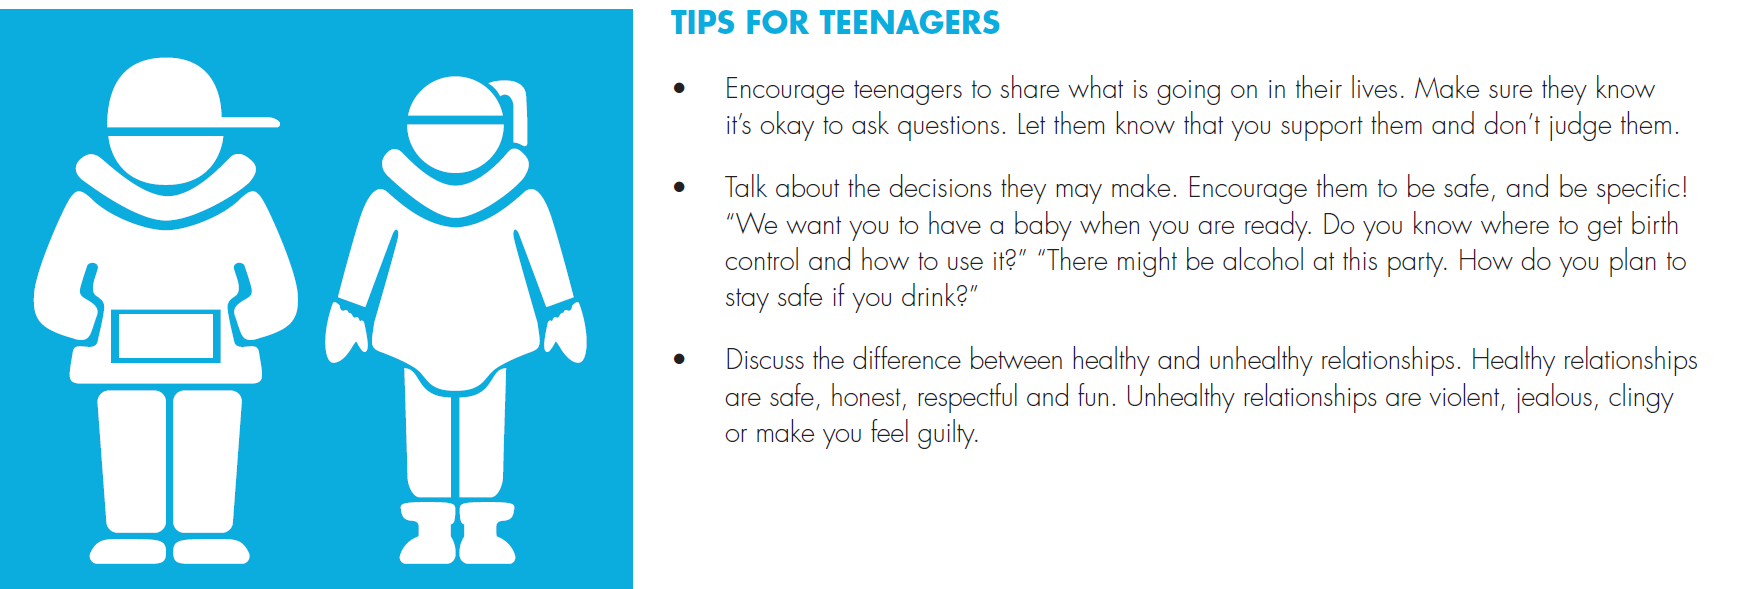 TIPS FOR TEENAGERS
• Encourage teenagers to share what is going on in their lives. Make sure they know
it’s okay to ask questions. Let them know that you support them and don’t judge them.
• Talk about the decisions they may make. Encourage them to be safe, and be specific!
“We want you to have a baby when you are ready. Do you know where to get birth
control and how to use it?” “There might be alcohol at this party. How do you plan to
stay safe if you drink?”
• Discuss the difference between healthy and unhealthy relationships. Healthy relationships
are safe, honest, respectful and fun. Unhealthy relationships are violent, jealous, clingy
or make you feel guilty.